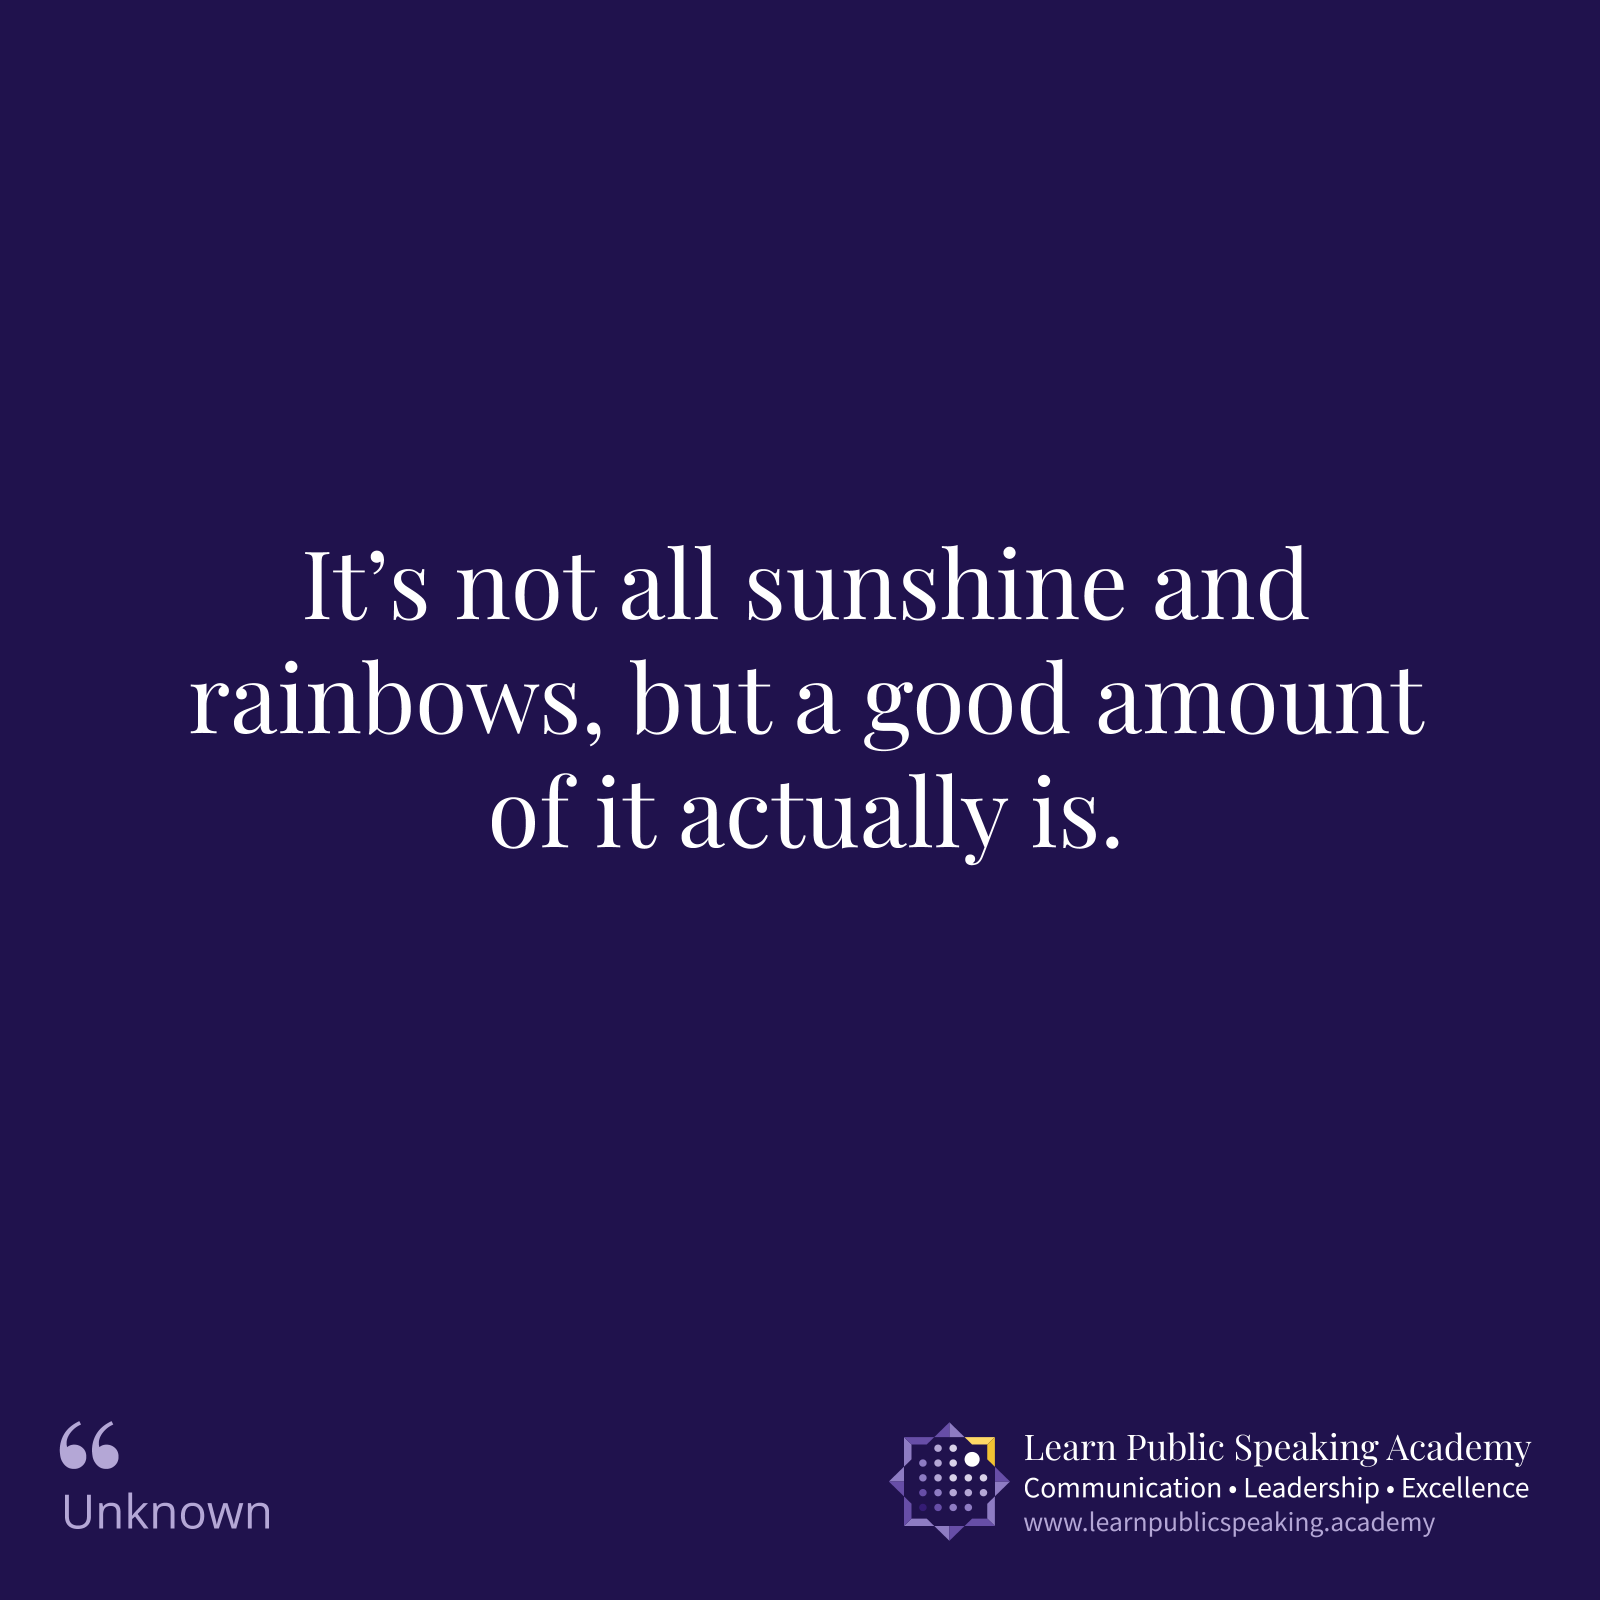 It’s not all sunshine and
rainbows, but a good amount
of it actually is.
“
Unknown
Learn Public Speaking Academy
Communication • Leadership • Excellence
www.learnpublicspeaking.academy